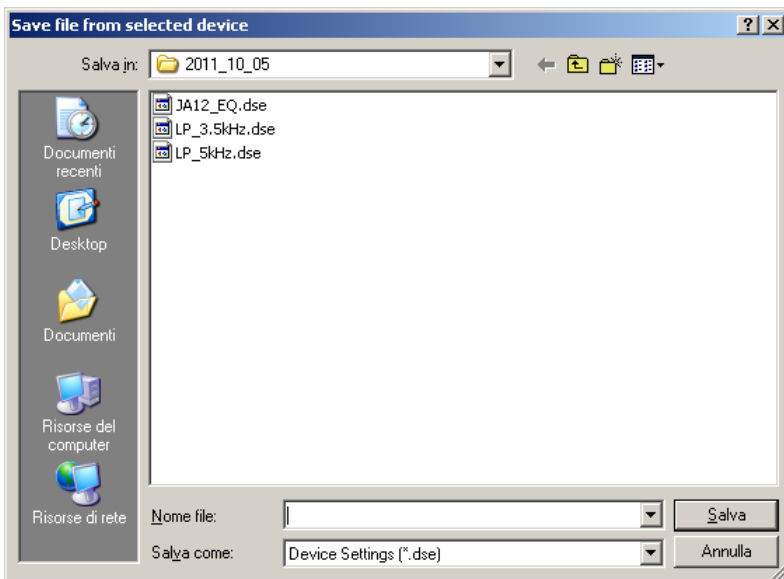 Save file from selected device
Salva in: 2011_10_05
JA12_EQ.dse
LP_3.5kHz.dse
LP_5kHz.dse
Documenti
recenti
Desktop
Documenti
Risorse del
computer
Risorse di rete
Nome file:
Salva
Salva come: Device Settings (*.dse)
Annulla